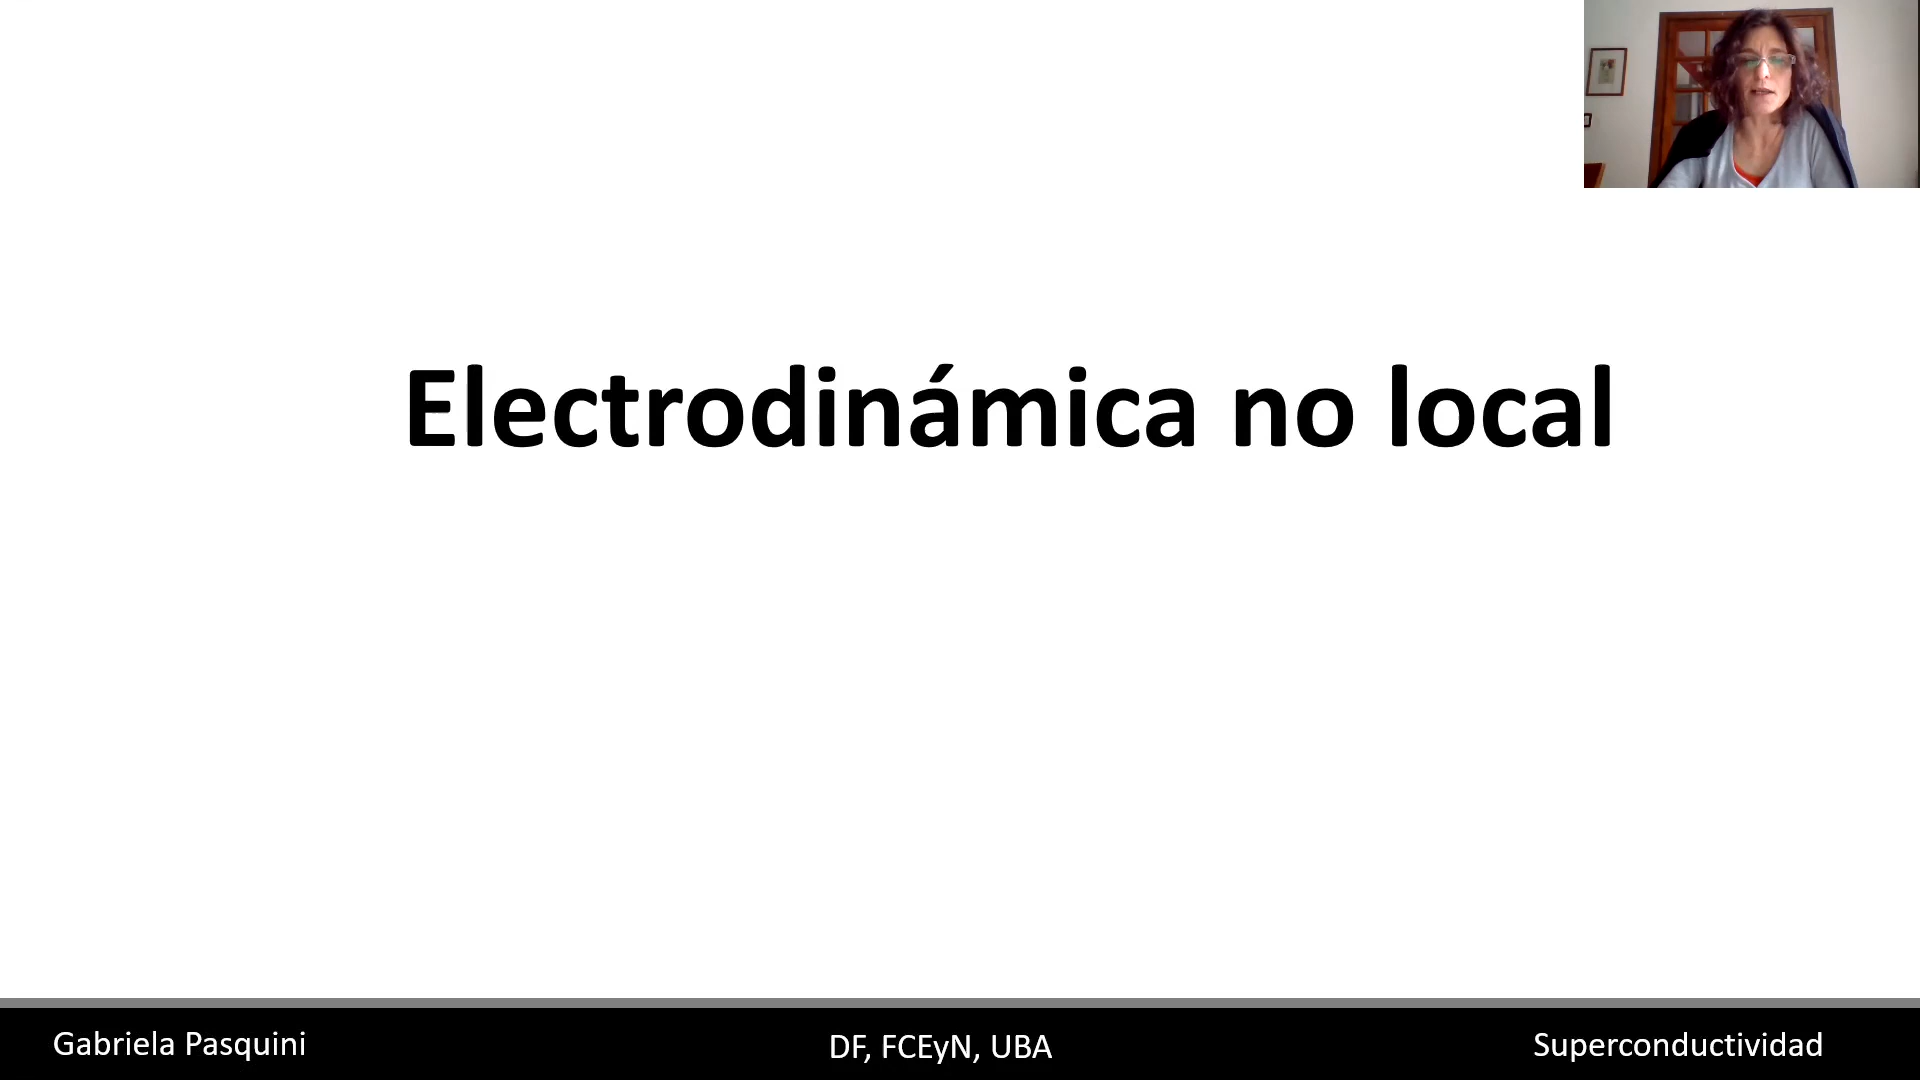 Electrodinámica no local
Gabriela Pasquini
DF, FCEyN, UBA
Superconductividad